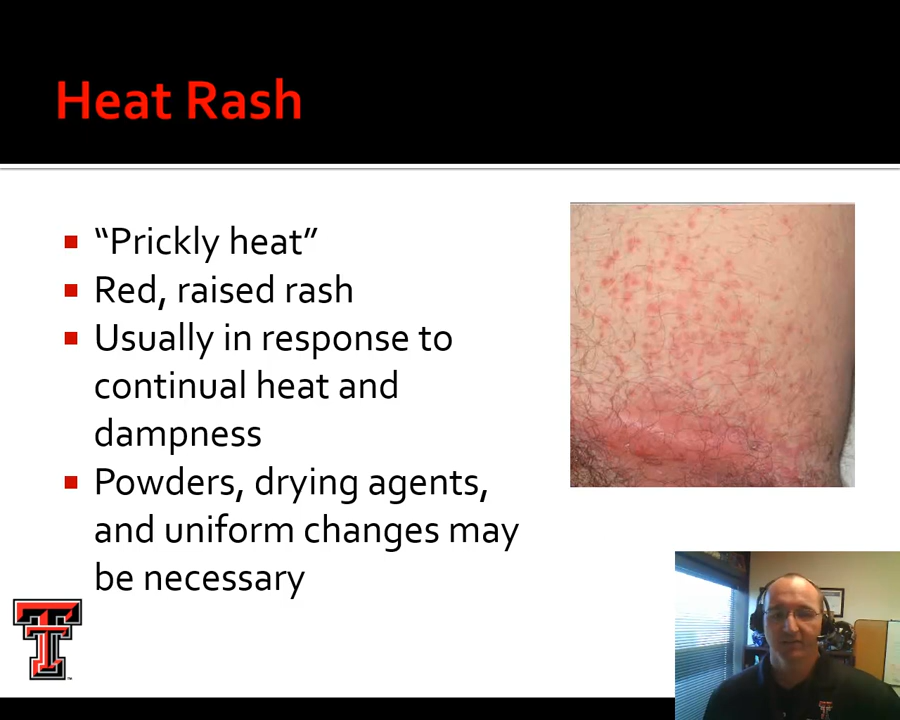 Heat Rash
“Prickly heat”
Red, raised rash
Usually in response to
continual heat and
dampness
Powders, drying agents,
and uniform changes may
be necessary